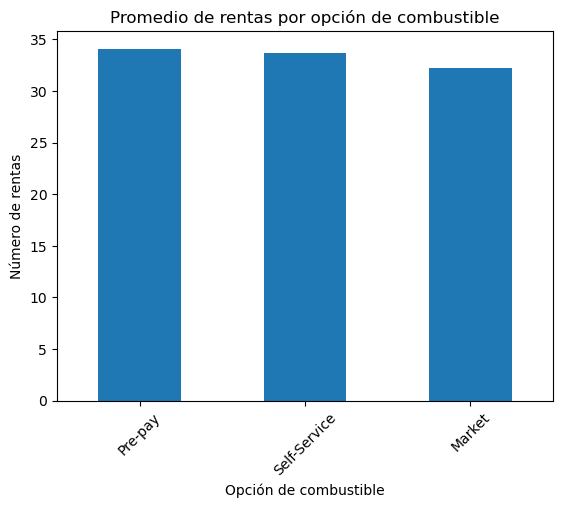 Promedio de rentas por opción de combustible
Número de rentas
35
30
25
20
15
10
5
0
Pre-pay
Self-Service
Market
Opción de combustible